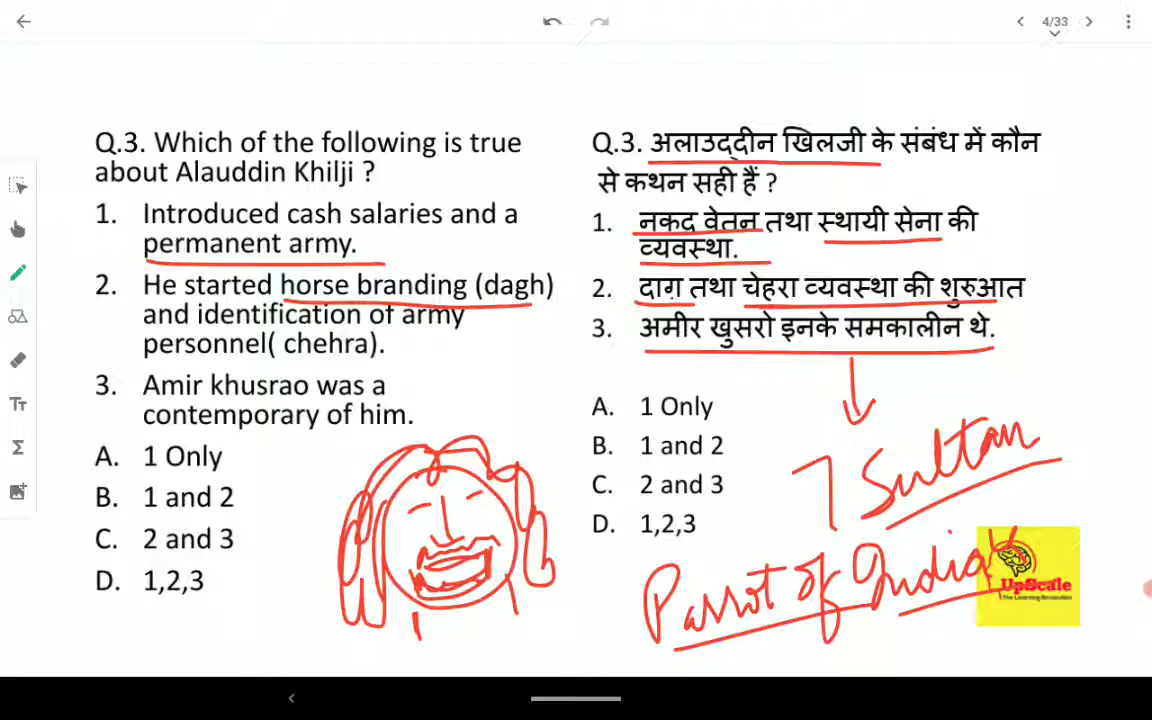 4/33
Q.3. Which of the following is true
about Alauddin Khilji ?
1. Introduced cash salaries and a
permanent army.
2. He started horse branding (dagh)
and identification of army
personnel( chehra).
3. Amir khusrao was a
contemporary of him.
A. 1 Only
B. 1 and 2
C. 2 and 3
D. 1,2,3
Q.3. अलाउद्दीन खिलजी के संबंध में कौन
से कथन सही हैं ?
1. नकद वेतन तथा स्थायी सेना की
व्यवस्था.
2. दाग़ तथा चेहरा व्यवस्था की शुरुआत
3. अमीर खुसरो इनके समकालीन थे.
A. 1 Only
B. 1 and 2
C. 2 and 3
D. 1,2,3
7 Sultan
Parrot of India
UpScale
The Learning Revolution
Tт
Σ